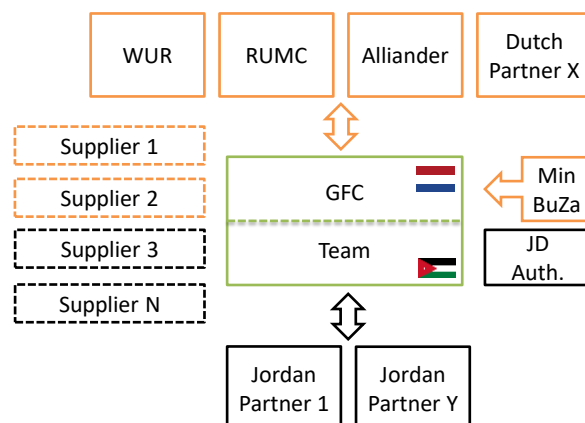 WUR
RUMC
Alliander
Dutch
Partner X
Supplier 1
Supplier 2
Supplier 3
Supplier N
GFC
Team
Min
BuZa
JD
Auth.
Jordan
Partner 1
Jordan
Partner Y